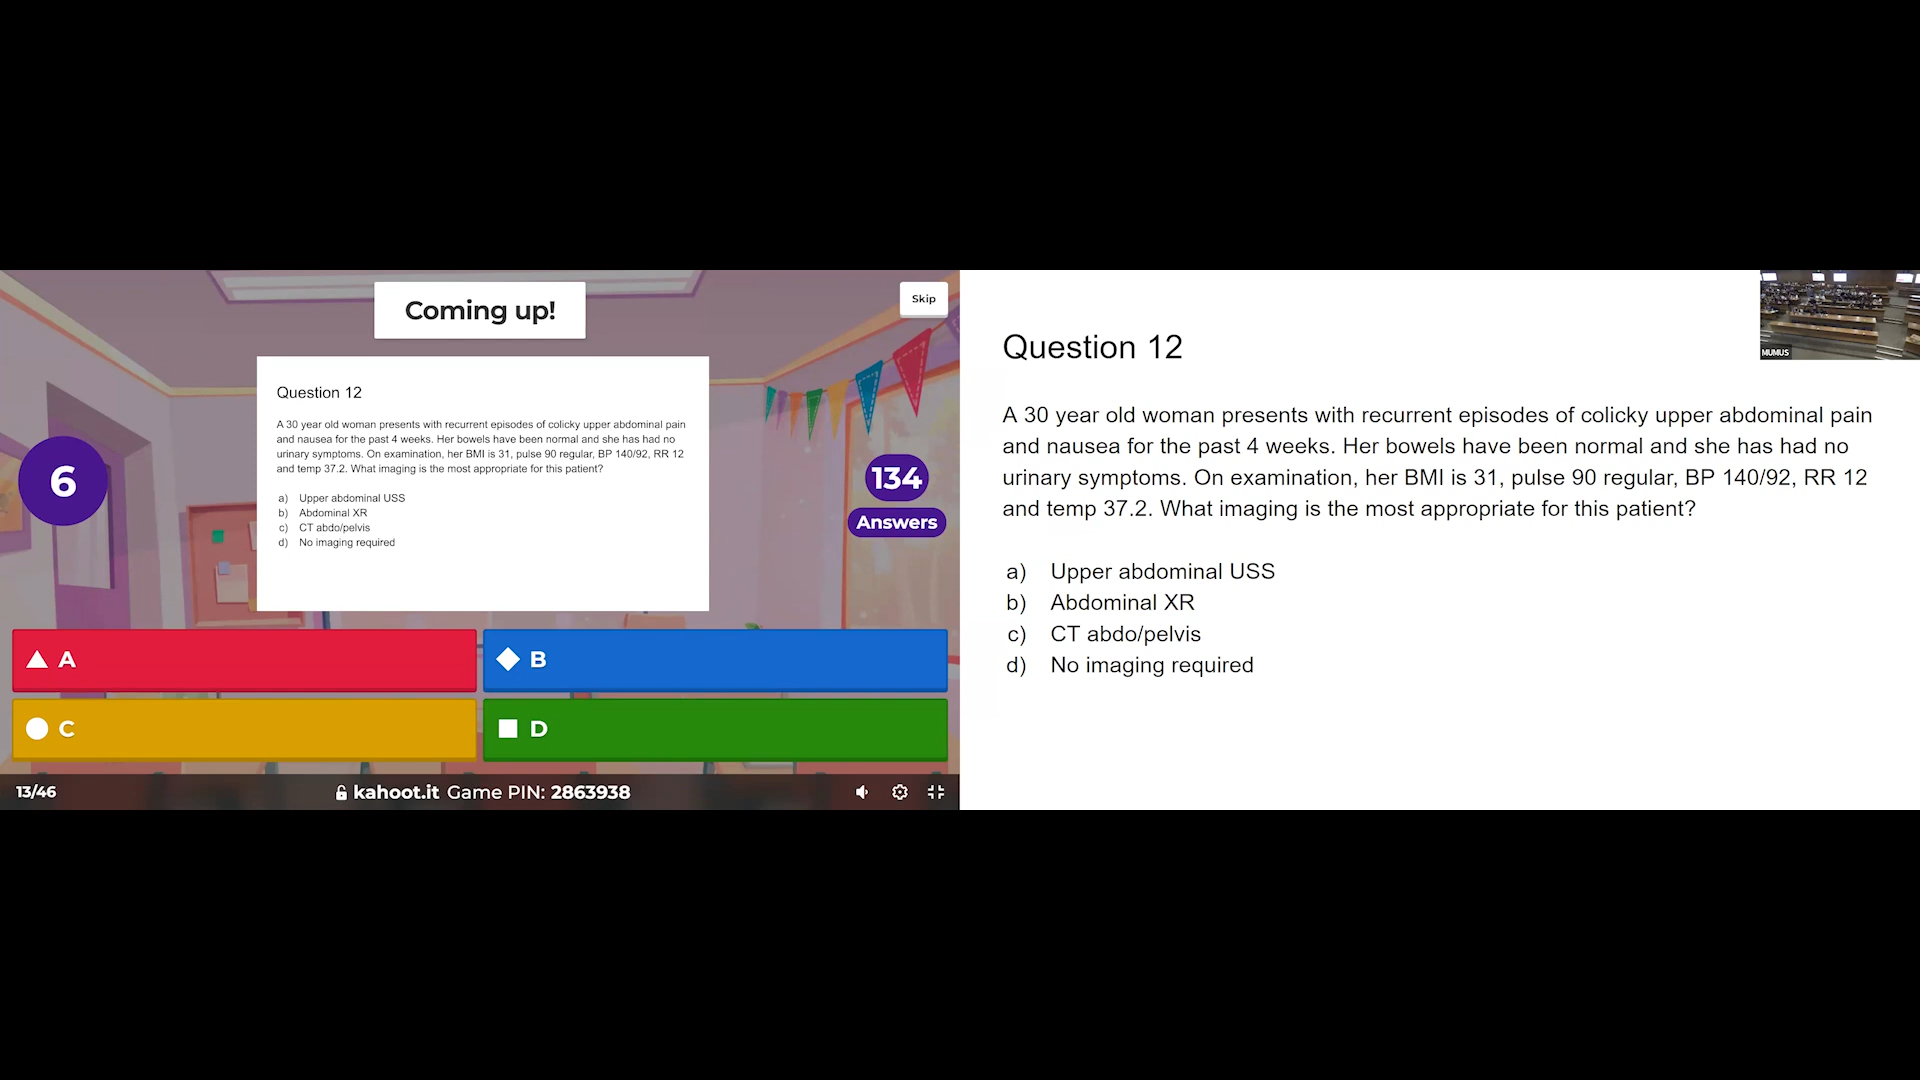 Coming up!
Skip
Question 12
A 30 year old woman presents with recurrent episodes of colicky upper abdominal pain
and nausea for the past 4 weeks. Her bowels have been normal and she has had no
urinary symptoms. On examination, her BMI is 31, pulse 90 regular, BP 140/92, RR 12
and temp 37.2. What imaging is the most appropriate for this patient?
a) Upper abdominal USS
b) Abdominal XR
c) CT abdo/pelvis
d) No imaging required
6
134
Answers
A
B
C
D
13/46
kahoot.it Game PIN: 2863938
MUMUS
Question 12
A 30 year old woman presents with recurrent episodes of colicky upper abdominal pain
and nausea for the past 4 weeks. Her bowels have been normal and she has had no
urinary symptoms. On examination, her BMI is 31, pulse 90 regular, BP 140/92, RR 12
and temp 37.2. What imaging is the most appropriate for this patient?
a) Upper abdominal USS
b) Abdominal XR
c) CT abdo/pelvis
d) No imaging required